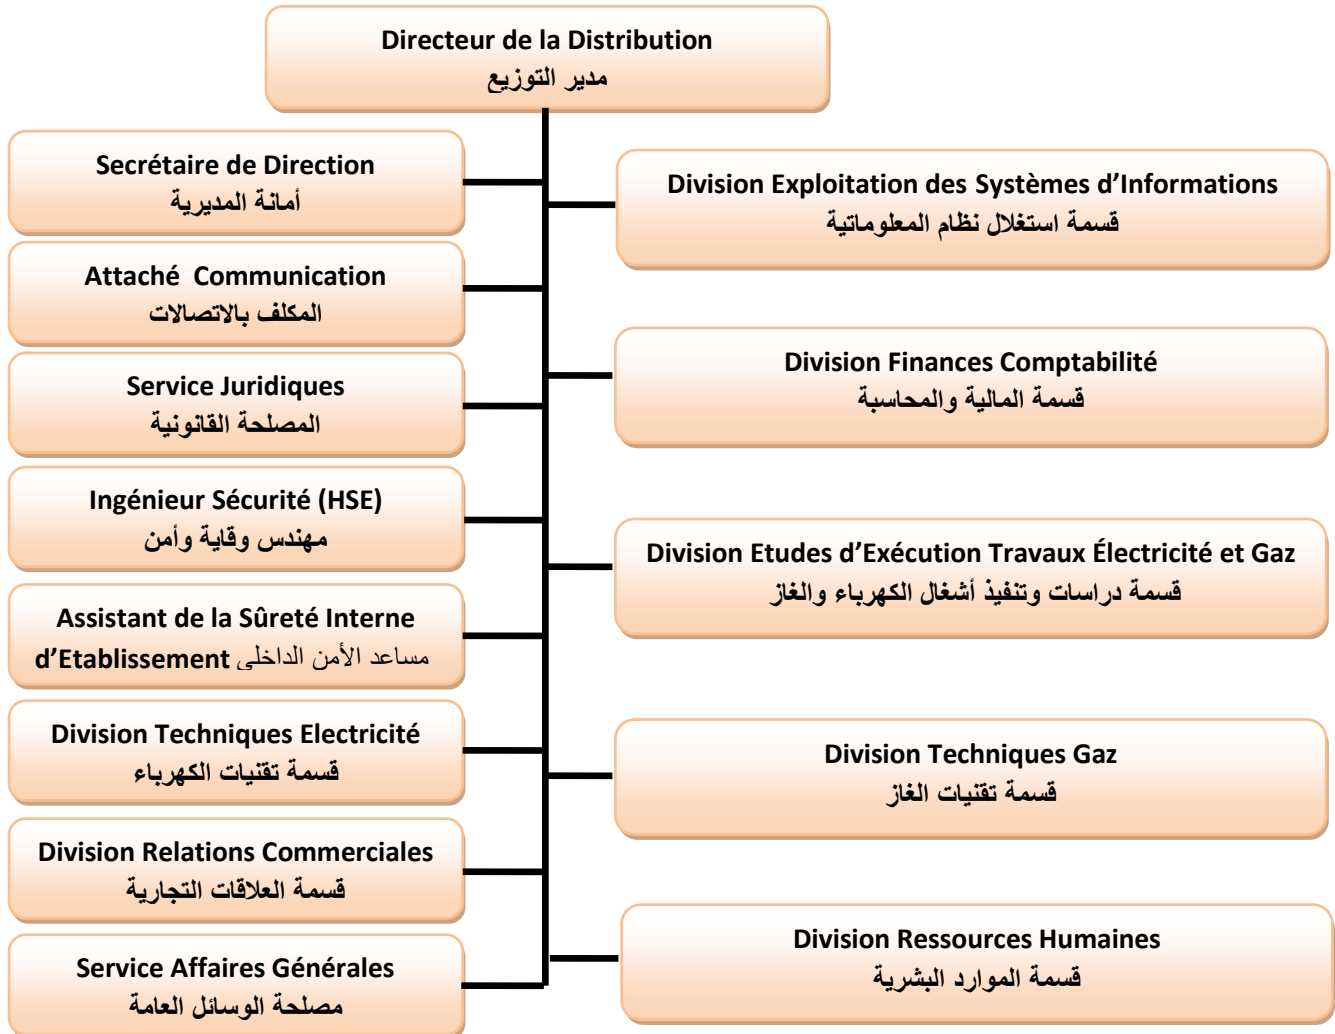 Directeur de la Distribution
مدير التوزيع
Secrétaire de Direction
أمانة المديرية
Attaché Communication
المكلف بالاتصالات
Service Juridiques
المصلحة القانونية
Ingénieur Sécurité (HSE)
مهندس وقاية وأمن
Assistant de la Sûreté Interne
d’Etablissement مساعد الأمن الداخلي
Division Techniques Electricité
قسمة تقنيات الكهرباء
Division Relations Commerciales
قسمة العلاقات التجارية
Service Affaires Générales
مصلحة الوسائل العامة
Division Exploitation des Systèmes d’Informations
قسمة استغلال نظام المعلوماتية
Division Finances Comptabilité
قسمة المالية والمحاسبة
Division Etudes d’Exécution Travaux Électricité et Gaz
قسمة دراسات وتنفيذ أشغال الكهرباء والغاز
Division Techniques Gaz
قسمة تقنيات الغاز
Division Ressources Humaines
قسمة الموارد البشرية